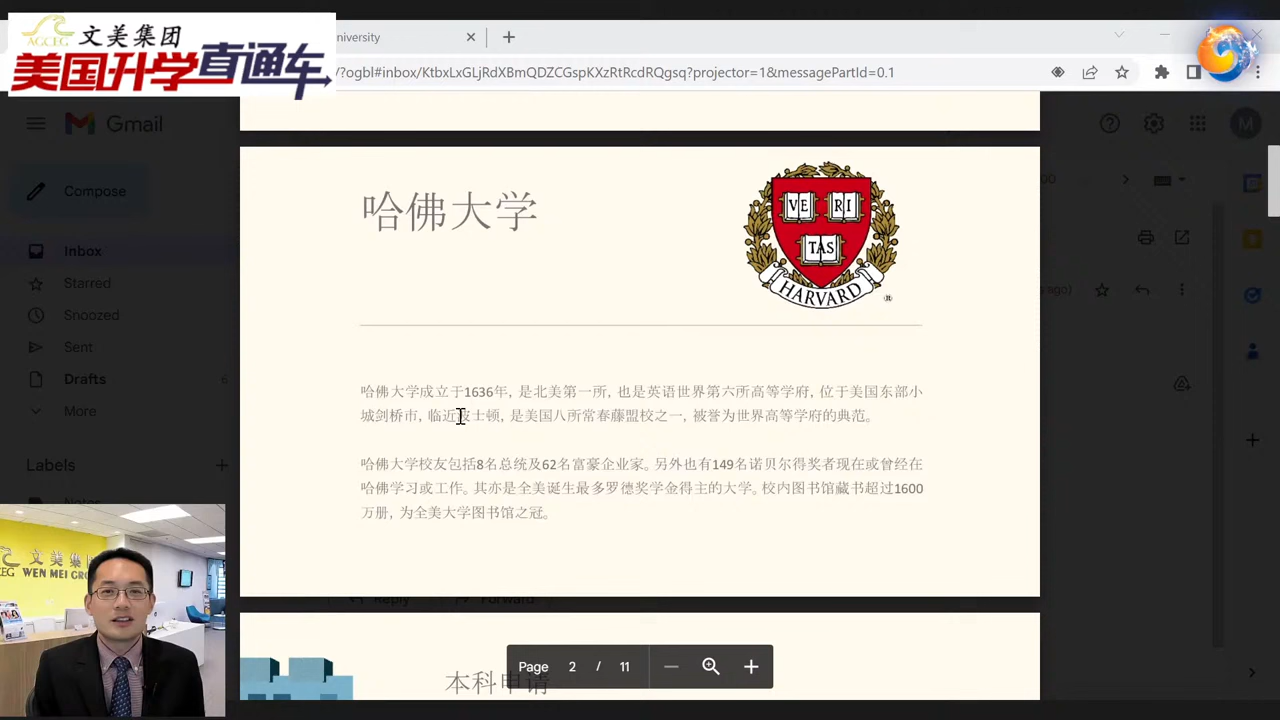 AGCEG 文美集团
美国升学直通车
niversity
/?ogbl#inbox/KtbxLxGLjRdXBmQDZCGspKXzRtRcdRQgsq?projector=1&messagePartId=0.1
Gmail
M
Compose
Inbox
Starred
Snoozed
Sent
Drafts 6
More
Labels
哈佛大学
VE RI
TAS
HARVARD
哈佛大学成立于1636年, 是北美第一所, 也是英语世界第六所高等学府, 位于美国东部小
城剑桥市, 临近波士顿, 是美国八所常春藤盟校之一, 被誉为世界高等学府的典范。
哈佛大学校友包括8名总统及62名富豪企业家。另外也有149名诺贝尔得奖者现在或曾经在
哈佛学习或工作。其亦是全美诞生最多罗德奖学金得主的大学。校内图书馆藏书超过1600
万册, 为全美大学图书馆之冠。
Reply Forward
本科申请
Page 2 / 11
文美集团
WEN MEI GRO